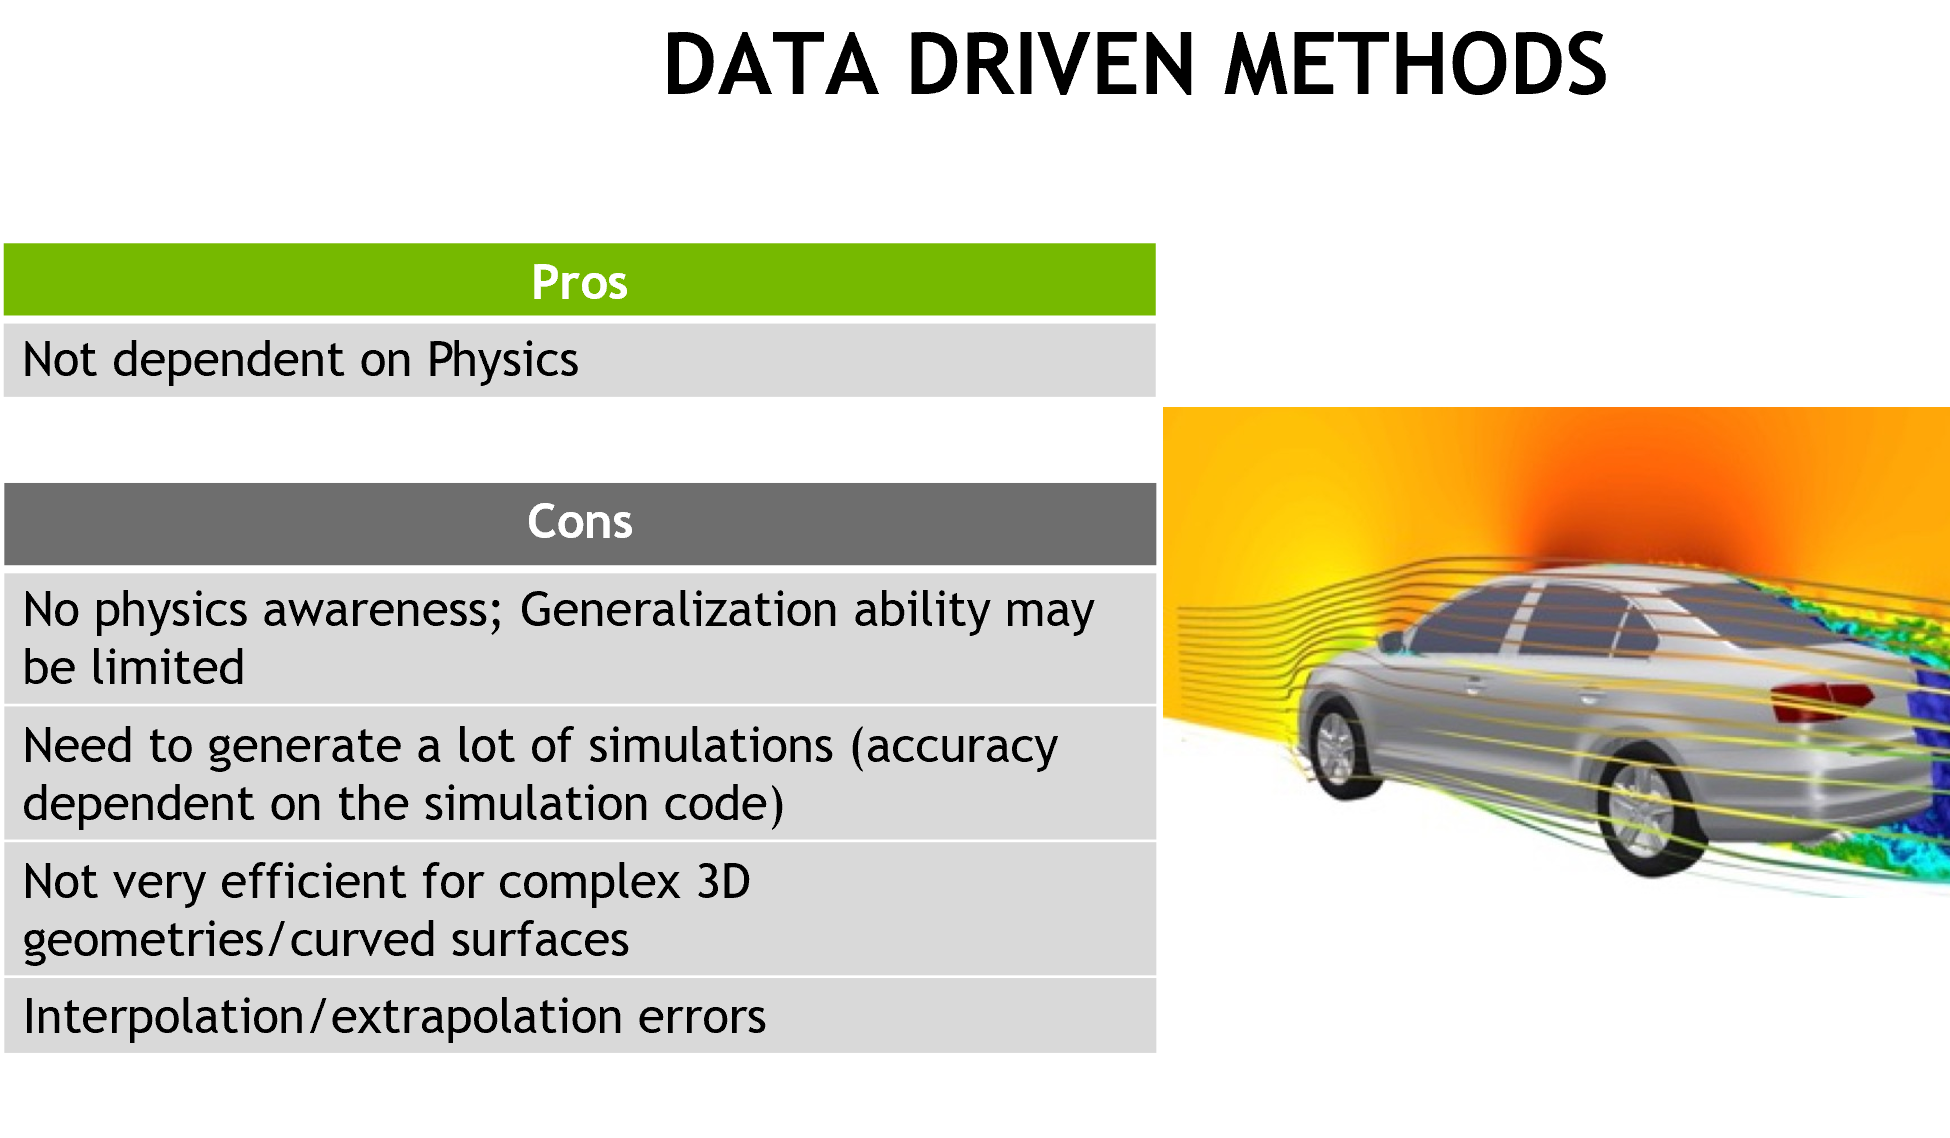 DATA DRIVEN METHODS
Pros
Not dependent on Physics
Cons
No physics awareness; Generalization ability may
be limited
Need to generate a lot of simulations (accuracy
dependent on the simulation code)
Not very efficient for complex 3D
geometries/curved surfaces
Interpolation/extrapolation errors